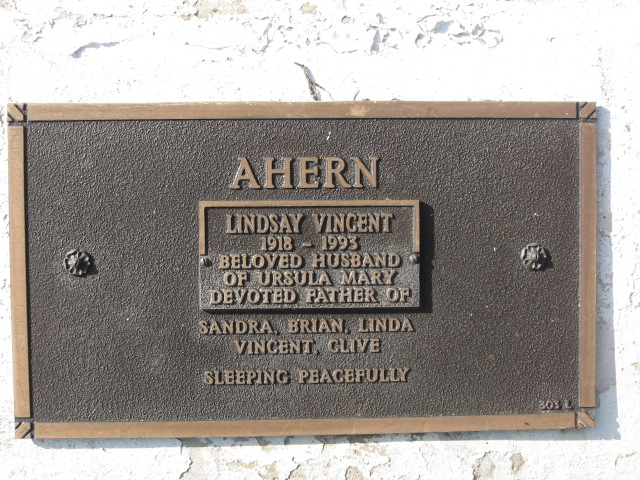 AHERN
LINDSAY VINCENT
1918 - 1993
BELOVED HUSBAND
OF URSULA MARY
DEVOTED FATHER OF
SANDRA, BRIAN, LINDA
VINCENT, CLIVE
SLEEPING PEACEFULLY
303 L